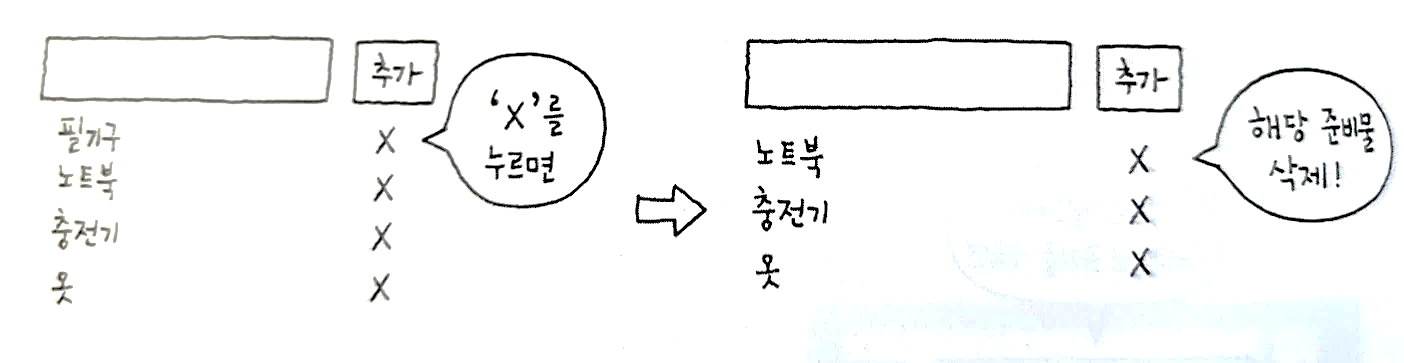 추가
필기구 X
노트북 X
충전기 X
옷 X
'X'를
누르면
추가
노트북 X
충전기 X
옷 X
해당 준비물
삭제!